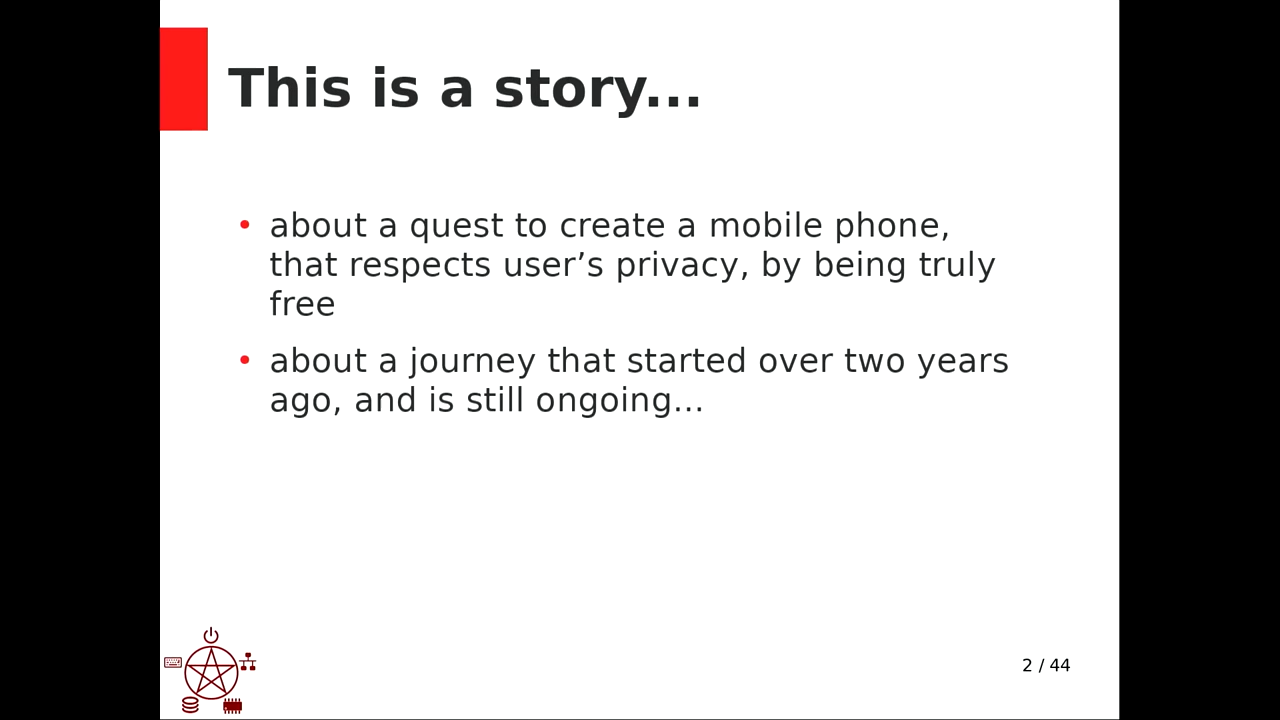 This is a story...
• about a quest to create a mobile phone,
that respects user’s privacy, by being truly
free
• about a journey that started over two years
ago, and is still ongoing...
2 / 44